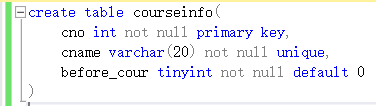 create table courseinfo(
cno int not null primary key,
cname varchar(20) not null unique,
before_cour tinyint not null default 0
)